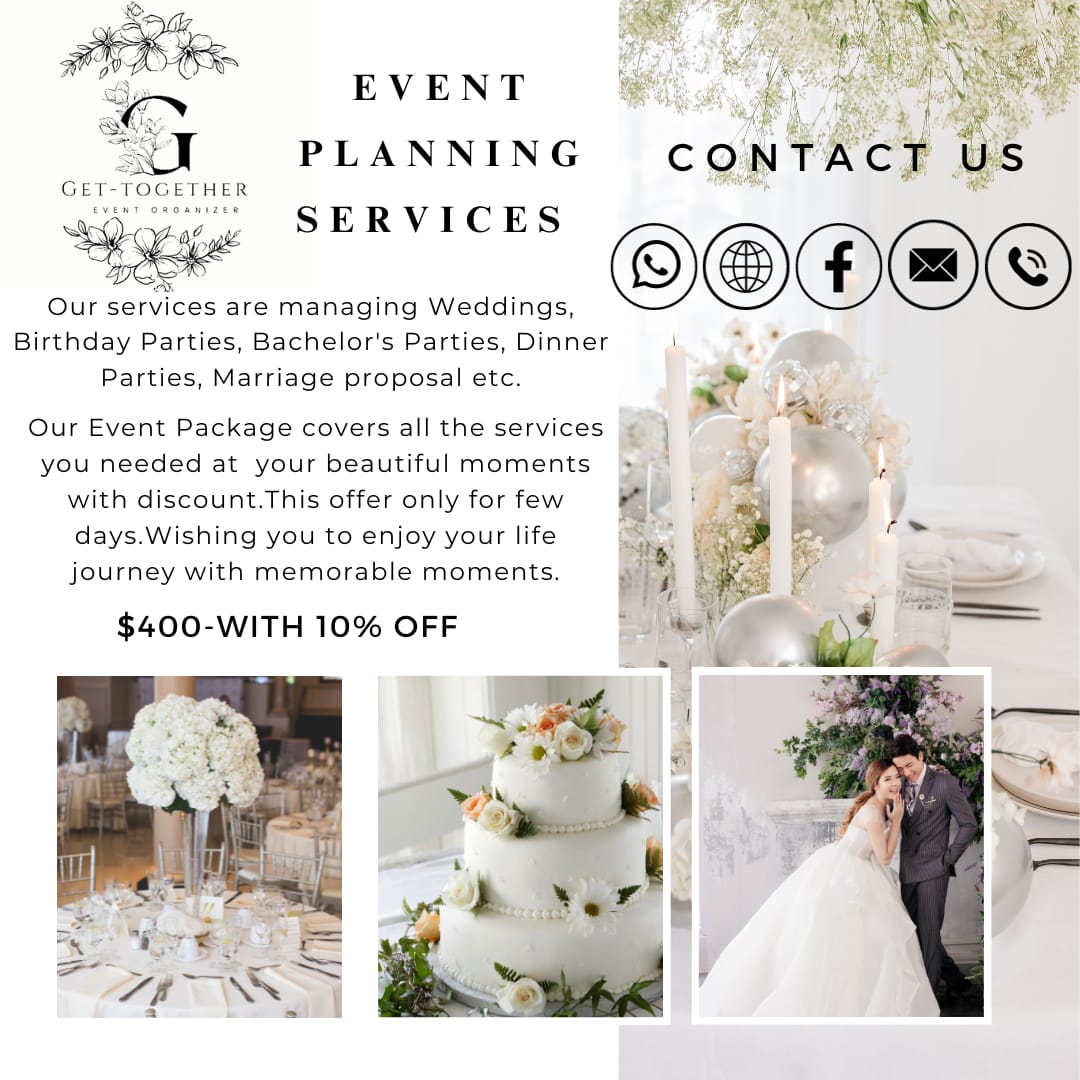 G
GET-TOGETHER
EVENT ORGANIZER
EVENT
PLANNING
SERVICES
Our services are managing Weddings,
Birthday Parties, Bachelor's Parties, Dinner
Parties, Marriage proposal etc.
Our Event Package covers all the services
you needed at  your beautiful moments
with discount.This offer only for few
days.Wishing you to enjoy your life
journey with memorable moments.
$400-WITH 10% OFF
CONTACT US